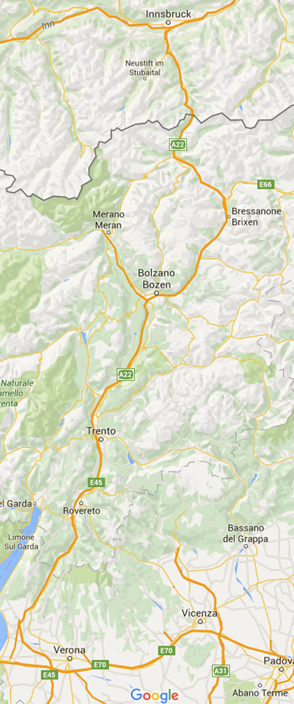 Innsbruck
Inn
Neustift im
Stubaital
A22
E66
Merano
Meran
Bressanone
Brixen
Bolzano
Bozen
A22
Naturale
amello
renta
Trento
E45
el Garda
Rovereto
Limone
Sul Garda
Bassano
del Grappa
Vicenza
Verona
E70
E70
A31
Padova
E45
Google
Abano Terme